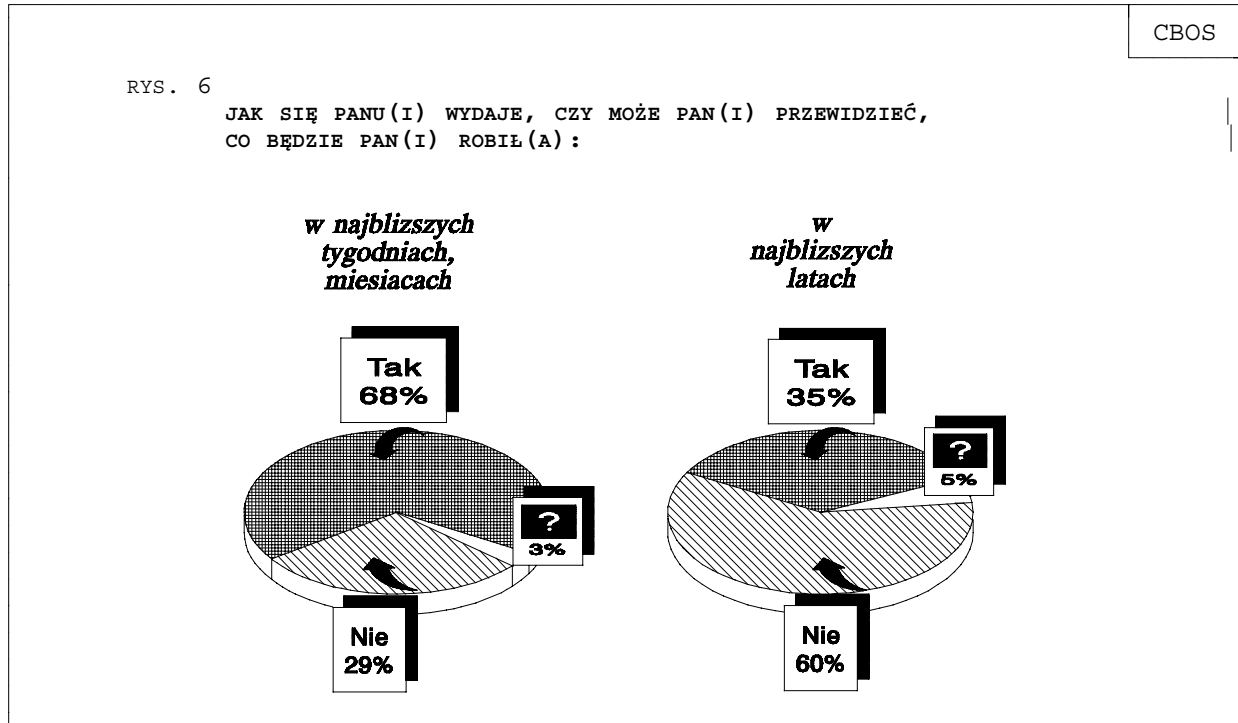 CBOS
RYS. 6
JAK SIĘ PANU(I) WYDAJE, CZY MOŻE PAN(I) PRZEWIDZIEĆ,
CO BĘDZIE PAN(I) ROBIŁ(A):
w najblizszych
tygodniach,
miesiacach
Tak
68%
?
3%
Nie
29%
w
najblizszych
latach
Tak
35%
?
5%
Nie
60%